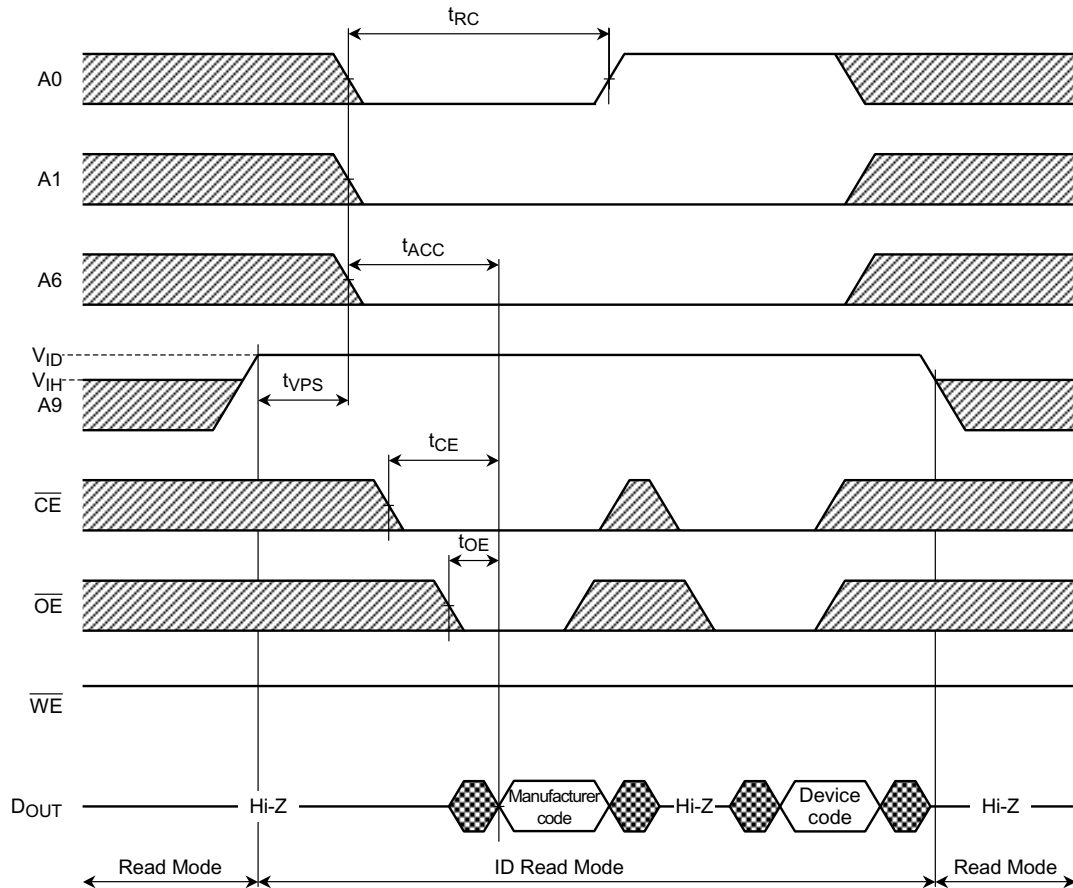 tRC
A0
A1
tACC
A6
VID
VIH
tVPS
A9
tCE
CE
tOE
OE
WE
DOUT
Hi-Z
Manufacturer
code
Hi-Z
Device
code
Hi-Z
Read Mode
ID Read Mode
Read Mode